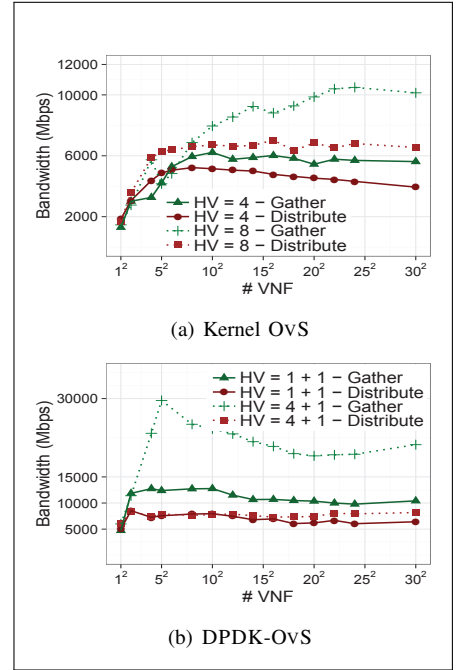 12000
10000
6000
2000
Bandwidth (Mbps)
HV = 4 − Gather
HV = 4 − Distribute
HV = 8 − Gather
HV = 8 − Distribute
1² 5² 10² 15² 20² 25² 30²
# VNF
(a) Kernel OVS
30000
15000
10000
5000
Bandwidth (Mbps)
HV = 1 + 1 − Gather
HV = 1 + 1 − Distribute
HV = 4 + 1 − Gather
HV = 4 + 1 − Distribute
1² 5² 10² 15² 20² 25² 30²
# VNF
(b) DPDK-OVS